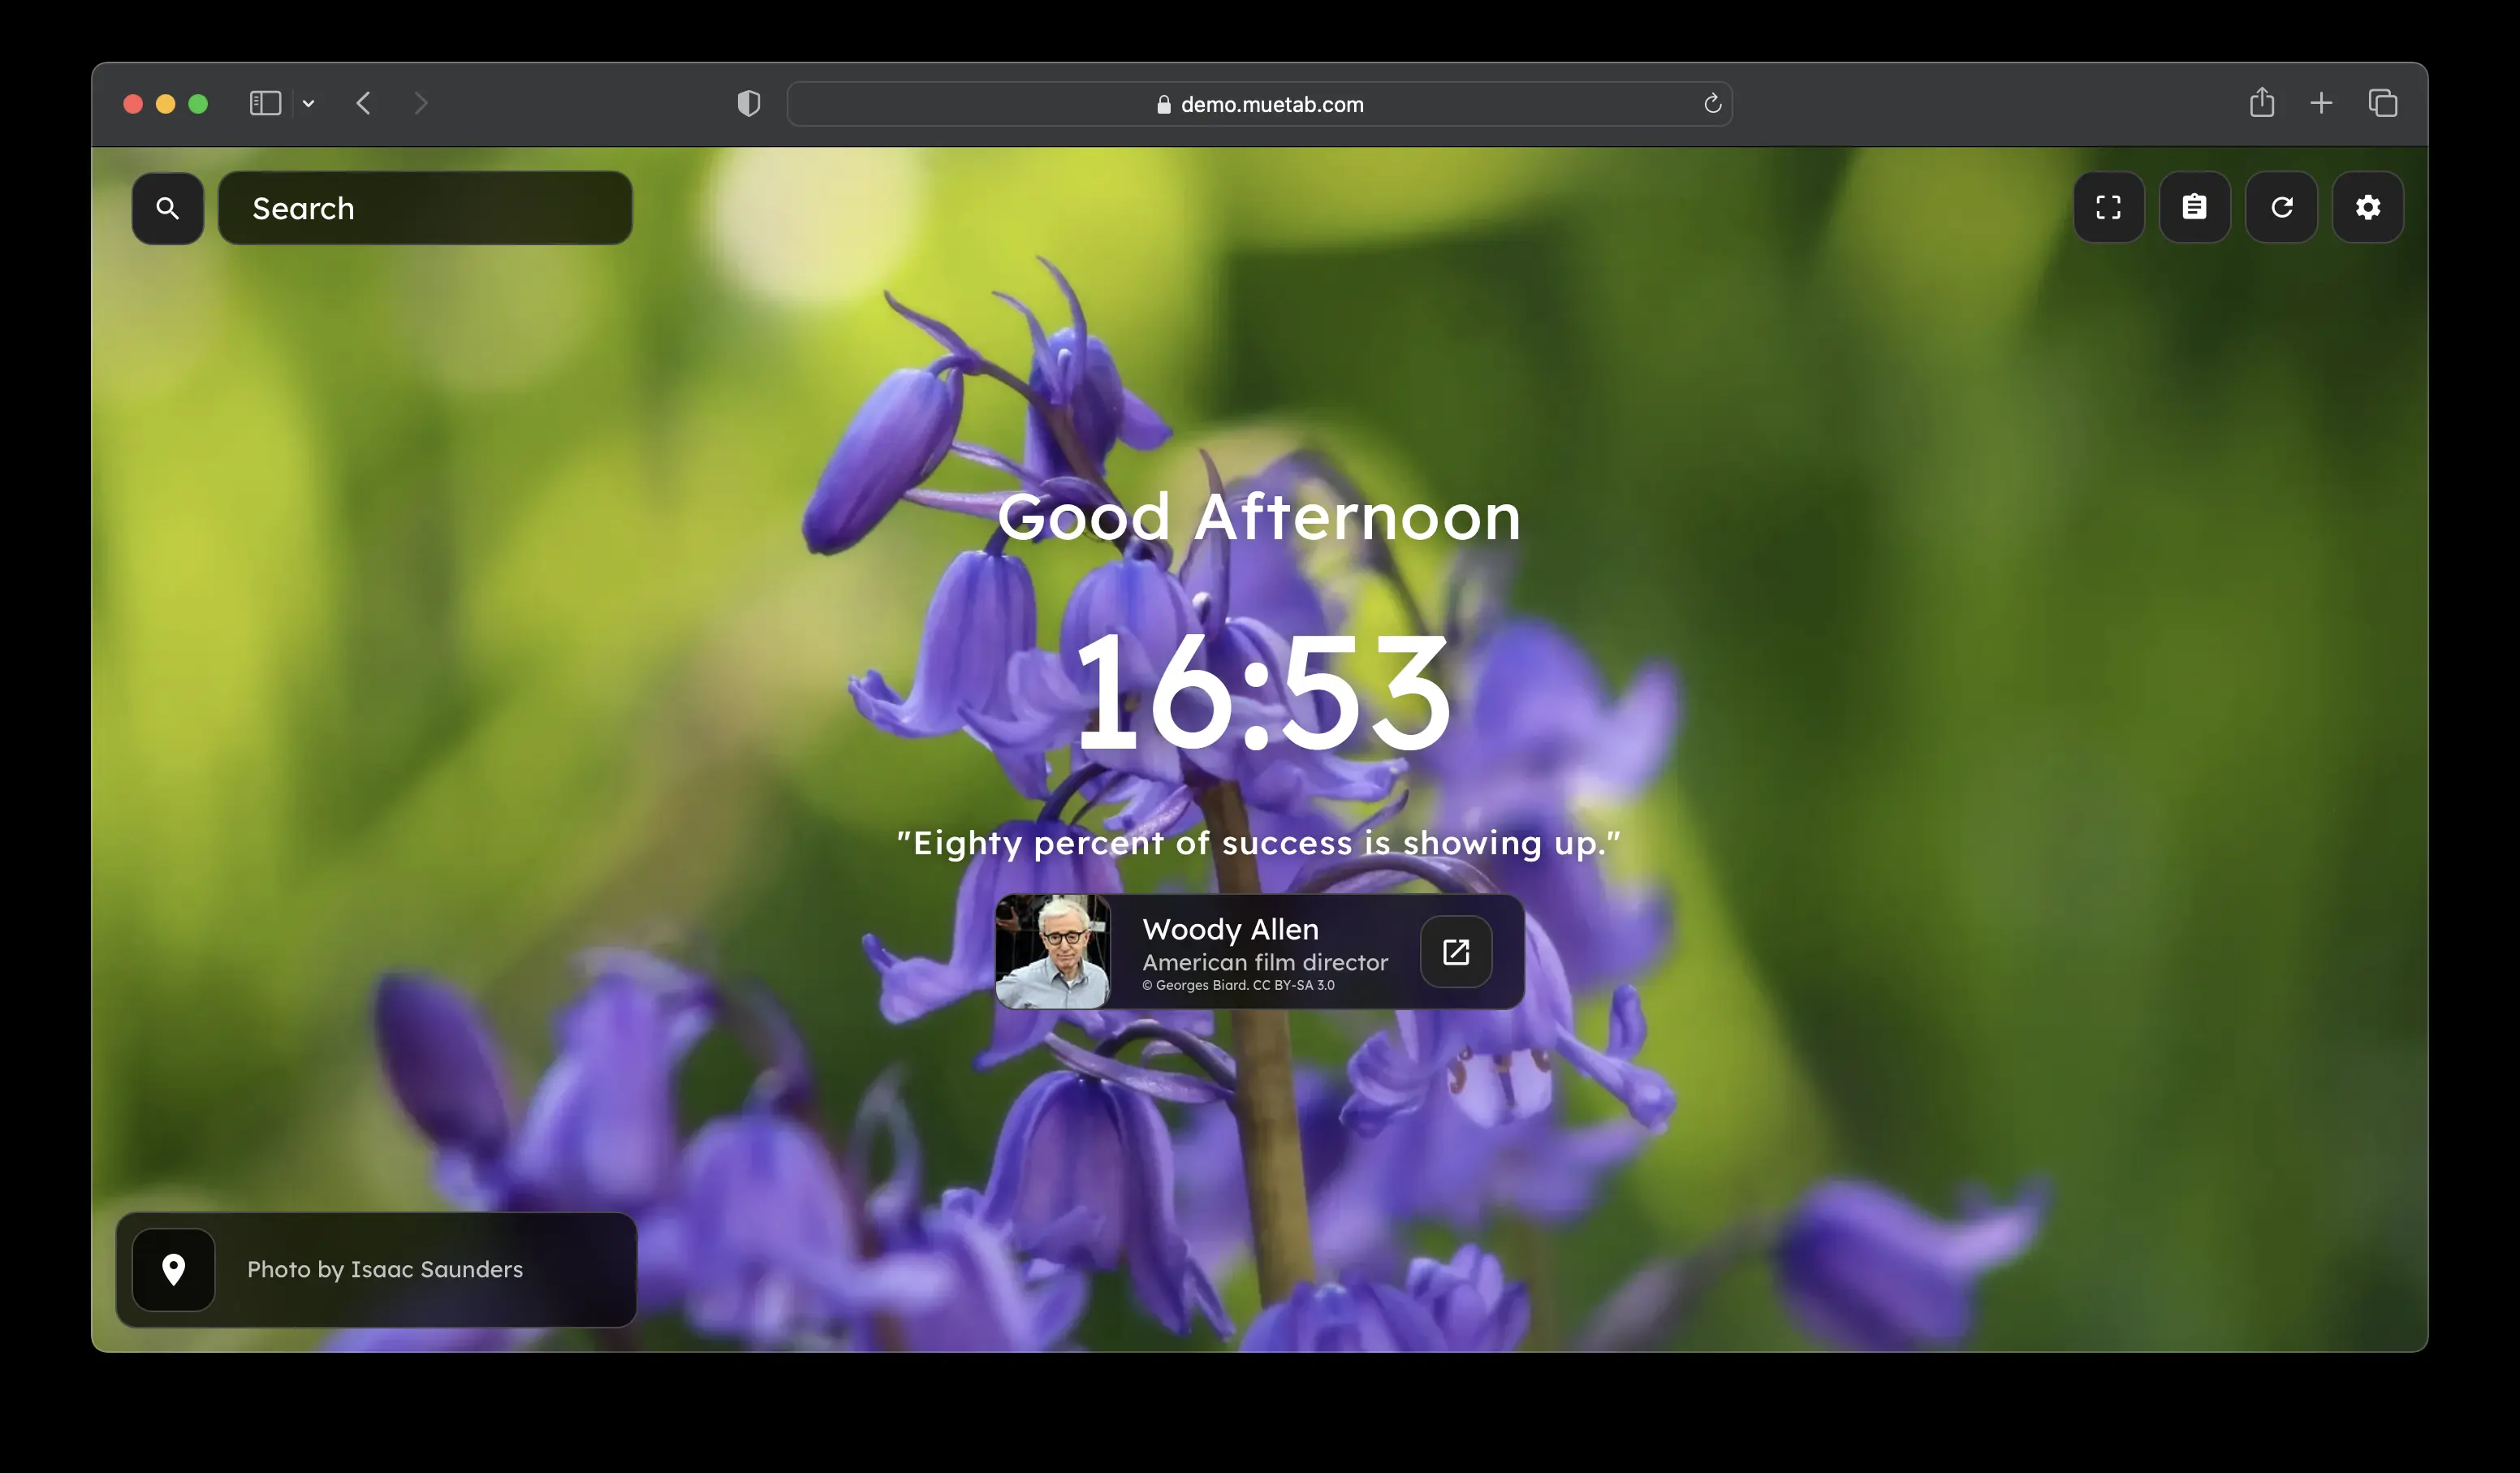 demo.muetab.com
Search
Good Afternoon
16:53
"Eighty percent of success is showing up."
Woody Allen
American film director
© Georges Biard. CC BY-SA 3.0
Photo by Isaac Saunders